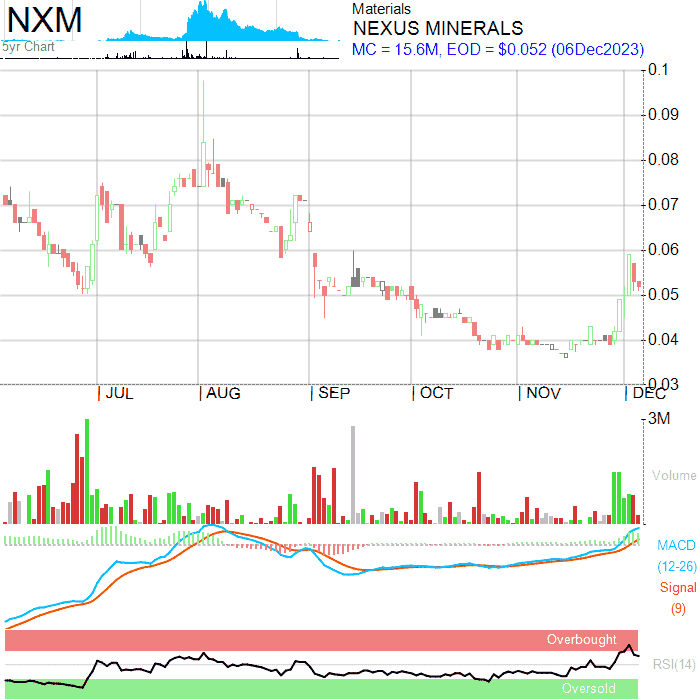 NXM
5yr Chart
Materials
NEXUS MINERALS
MC = 15.6M, EOD = $0.052 (06Dec2023)
0.1
0.09
0.08
0.07
0.06
0.05
0.04
0.03
JUL AUG SEP OCT NOV DEC
3M
Volume
MACD
(12-26)
Signal
(9)
Overbought
RSI(14)
Oversold